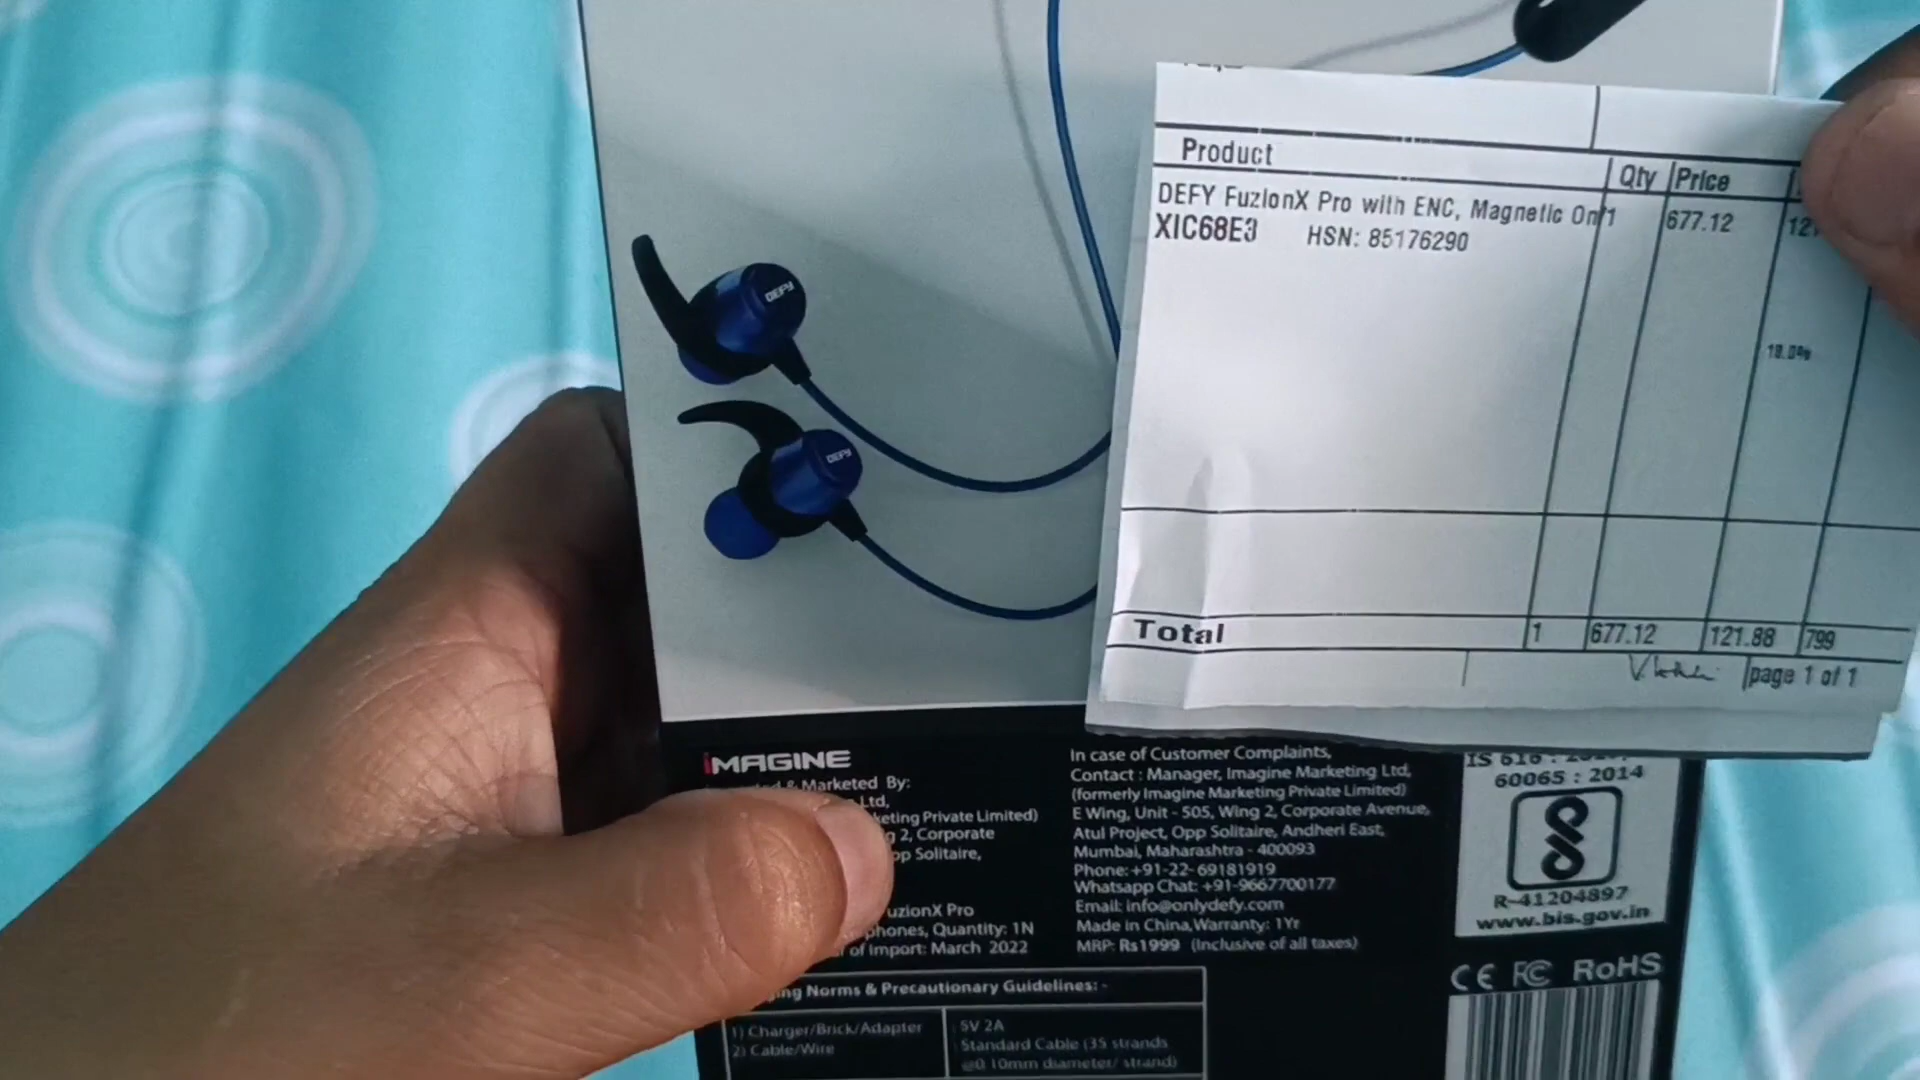 Product
Qty
Price
DEFY FuzionX Pro with ENC, Magnetic On
1
677.12
XIC68E3 HSN: 85176290
18.0%
Total 1 677.12 121.88 799
page 1 of 1
DEFY
DEFY
iMAGINE
& Marketed By:
Ltd,
Private Limited)
2, Corporate
Solitaire,
Pro
Quantity: 1N
of Import: March 2022
In case of Customer Complaints,
Contact : Manager, Imagine Marketing Ltd,
(formerly Imagine Marketing Private Limited)
E Wing, Unit - 505, Wing 2, Corporate Avenue,
Atul Project, Opp Solitaire, Andheri East,
Mumbai, Maharashtra - 400093
Phone: +91-22- 69181919
Whatsapp Chat: +91-9667700177
Email: info@onlydefy.com
Made in China, Warranty: 1Yr
MRP: Rs1999 (Inclusive of all taxes)
60065 : 2014
R-41204897
www.bis.gov.in
CE FC RoHS
Norms & Precautionary Guidelines: -
1) Charger/Brick/Adapter
5V 2A
2) Cable/Wire
Standard Cable (35 strands
@0.10mm diameter/ strand)